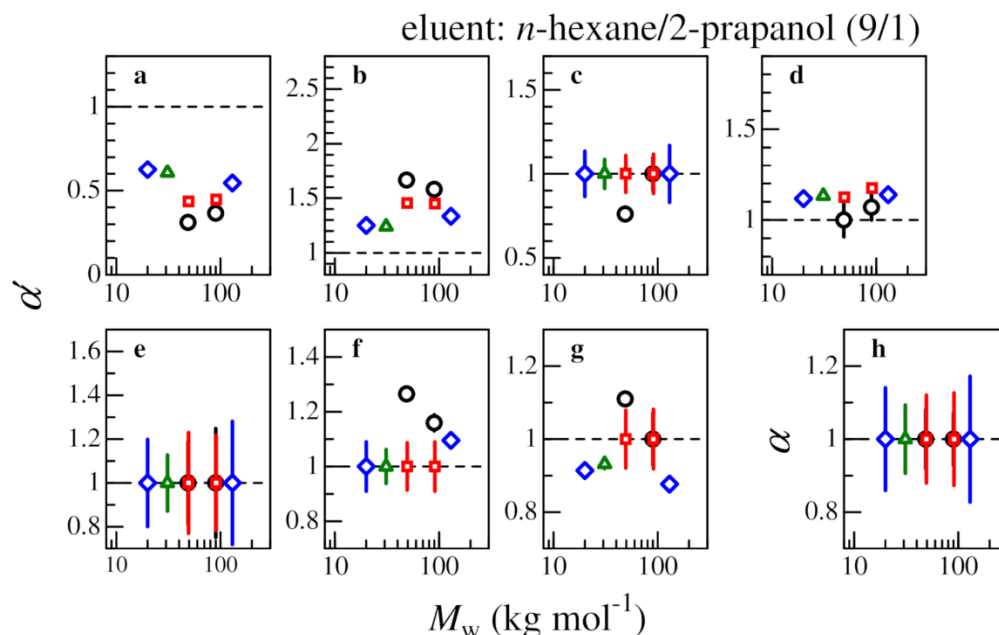 eluent: n-hexane/2-prapanol (9/1)
a b c d
1 2.5 1.5 1.5
2
0.5 1.5 1 1
1
0 0.5
10 100 10 100 10 100 10 100
α′
e f g h
1.6 1.4 1.2 1.2
1.4
1.2 1.2
1 1 1 1
0.8 0.8 0.8 0.8
α
10 100 10 100 10 100 10 100
Mw (kg mol-1)